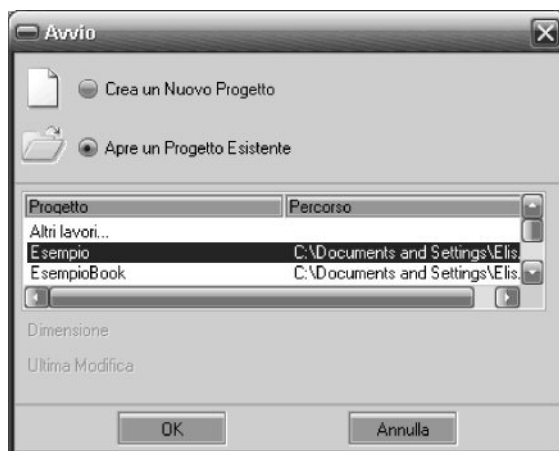 Avvio
Crea un Nuovo Progetto
Apre un Progetto Esistente
Progetto Percorso
Altri lavori...
Esempio C:\Documents and Settings\Elis.
EsempioBook C:\Documents and Settings\Elis.
Dimensione
Ultima Modifica
OK Annulla